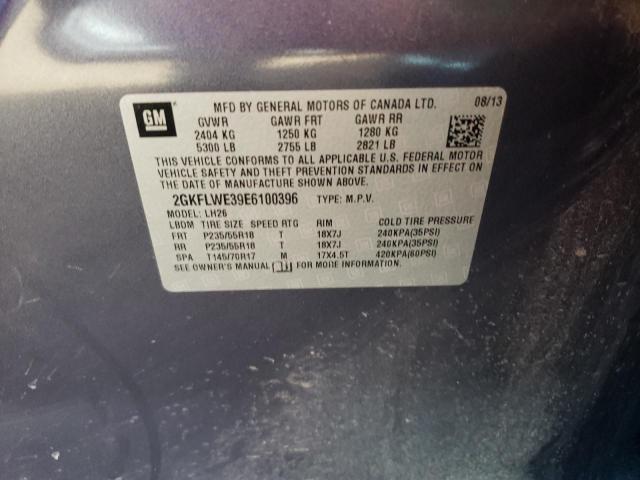 GM
MFD BY GENERAL MOTORS OF CANADA LTD. 08/13
GVWR GAWR FRT GAWR RR
2404 KG 1250 KG 1280 KG
5300 LB 2755 LB 2821 LB
THIS VEHICLE CONFORMS TO ALL APPLICABLE U.S. FEDERAL MOTOR
VEHICLE SAFETY AND THEFT PREVENTION STANDARDS IN EFFECT ON
THE DATE OF MANUFACTURE SHOWN ABOVE.
2GKFLWE39E6100396 TYPE: M.P.V.
MODEL: LH26
LBDM TIRE SIZE SPEED RTG RIM COLD TIRE PRESSURE
FRT P235/55R18 T 18X7J 240KPA(35PSI)
RR P235/55R18 T 18X7J 240KPA(35PSI)
SPA T145/70R17 M 17X4.5T 420KPA(60PSI)
SEE OWNER'S MANUAL FOR MORE INFORMATION.